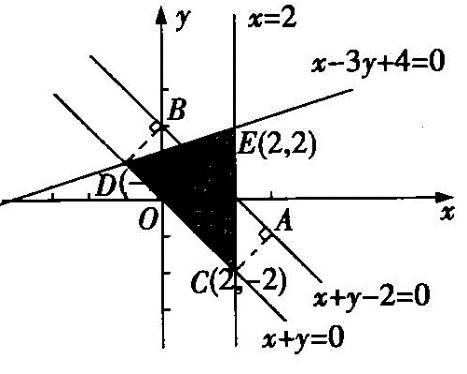 y
x=2
x−3y+4=0
B
E(2,2)
D(−
O
A
x
C(2,−2)
x+y−2=0
x+y=0